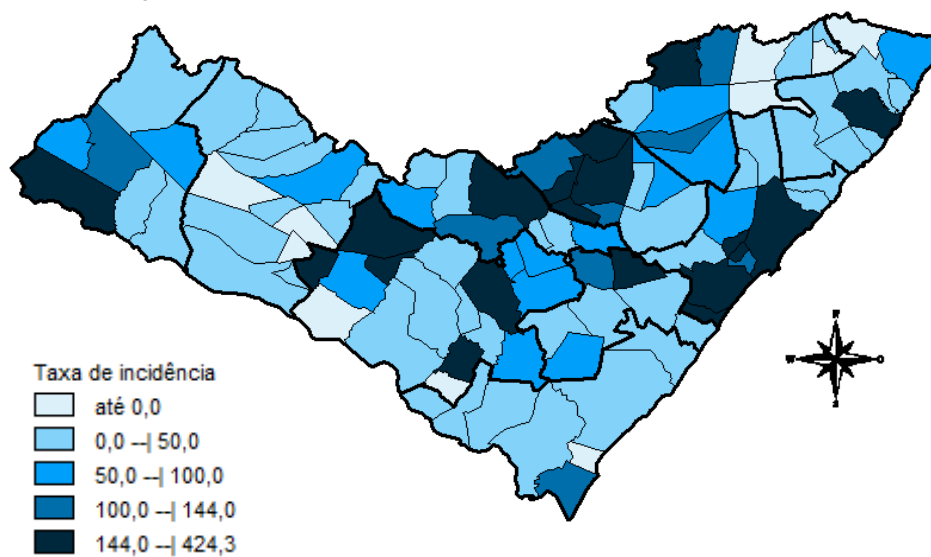 Taxa de incidência
até 0,0
0,0 --| 50,0
50,0 --| 100,0
100,0 --| 144,0
144,0 --| 424,3
W
O